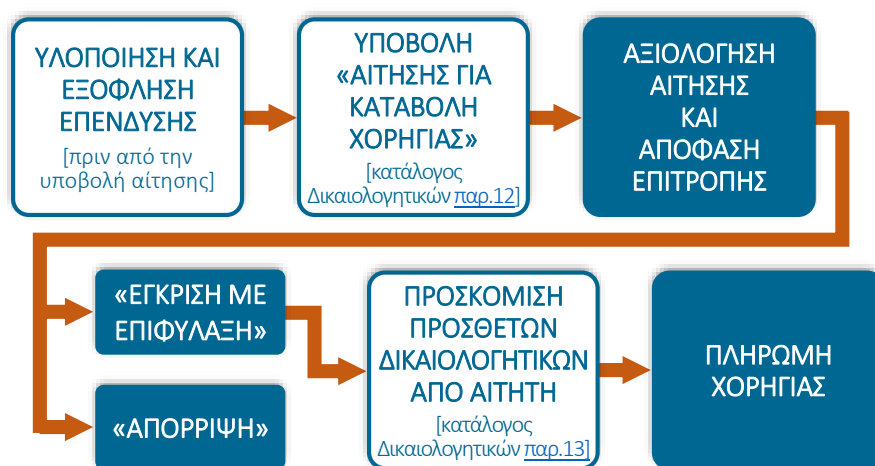 ΥΛΟΠΟΙΗΣΗ ΚΑΙ
ΕΞΟΦΛΗΣΗ
ΕΠΕΝΔΥΣΗΣ
[πριν από την
υποβολή αίτησης]
ΥΠΟΒΟΛΗ
«ΑΙΤΗΣΗΣ ΓΙΑ
ΚΑΤΑΒΟΛΗ
ΧΟΡΗΓΙΑΣ»
[κατάλογος
Δικαιολογητικών παρ.12]
ΑΞΙΟΛΟΓΗΣΗ
ΑΙΤΗΣΗΣ
ΚΑΙ
ΑΠΟΦΑΣΗ
ΕΠΙΤΡΟΠΗΣ
«ΕΓΚΡΙΣΗ ΜΕ
ΕΠΙΦΥΛΑΞΗ»
«ΑΠΟΡΡΙΨΗ»
ΠΡΟΣΚΟΜΙΣΗ
ΠΡΟΣΘΕΤΩΝ
ΔΙΚΑΙΟΛΟΓΗΤΙΚΩΝ
ΑΠΟ ΑΙΤΗΤΗ
[κατάλογος
Δικαιολογητικών παρ.13]
ΠΛΗΡΩΜΗ
ΧΟΡΗΓΙΑΣ